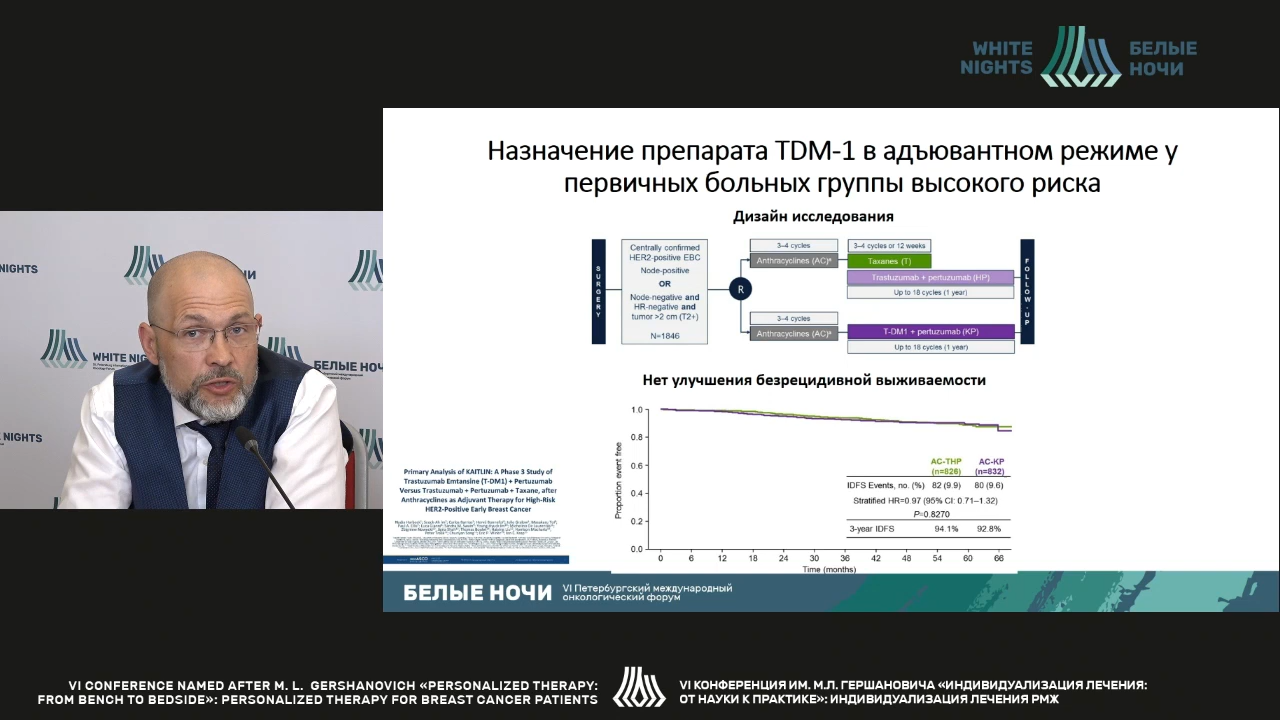 WHITE
NIGHTS
БЕЛЫЕ
НОЧИ
Назначение препарата TDM-1 в адъювантном режиме у
первичных больных группы высокого риска
Дизайн исследования
SURGERY
Centrally confirmed
HER2-positive EBC
Node-positive
OR
Node-negative and
HR-negative and
tumor >2 cm (T2+)
N=1846
R
3–4 cycles
Anthracyclines (AC)ᵃ
3–4 cycles or 12 weeks
Taxanes (T)
Trastuzumab + pertuzumab (HP)
Up to 18 cycles (1 year)
3–4 cycles
Anthracyclines (AC)ᵃ
T-DM1 + pertuzumab (KP)
Up to 18 cycles (1 year)
FOLLOW-UP
Нет улучшения безрецидивной выживаемости
Proportion event free
1.0
0.8
0.6
0.4
0.2
0.0
0 6 12 18 24 30 36 42 48 54 60 66
Time (months)
AC-THP AC-KP
(n=826) (n=832)
IDFS Events, no. (%) 82 (9.9) 80 (9.6)
Stratified HR=0.97 (95% CI: 0.71–1.32)
P=0.8270
3-year IDFS 94.1% 92.8%
Primary Analysis of KAITLIN: A Phase 3 Study of
Trastuzumab Emtansine (T-DM1) + Pertuzumab
Versus Trastuzumab + Pertuzumab + Taxane, after
Anthracyclines as Adjuvant Therapy for High-Risk
HER2-Positive Early Breast Cancer
БЕЛЫЕ НОЧИ
VI Петербургский международный
онкологический форум
NIGHTS
WHITE NIGHTS
БЕЛЫЕ НОЧ
E NIGHTS
VI CONFERENCE NAMED AFTER M. L. GERSHANOVICH «PERSONALIZED THERAPY:
FROM BENCH TO BEDSIDE»: PERSONALIZED THERAPY FOR BREAST CANCER PATIENTS
VI КОНФЕРЕНЦИЯ ИМ. М.Л. ГЕРШАНОВИЧА «ИНДИВИДУАЛИЗАЦИЯ ЛЕЧЕНИЯ:
ОТ НАУКИ К ПРАКТИКЕ»: ИНДИВИДУАЛИЗАЦИЯ ЛЕЧЕНИЯ РМЖ